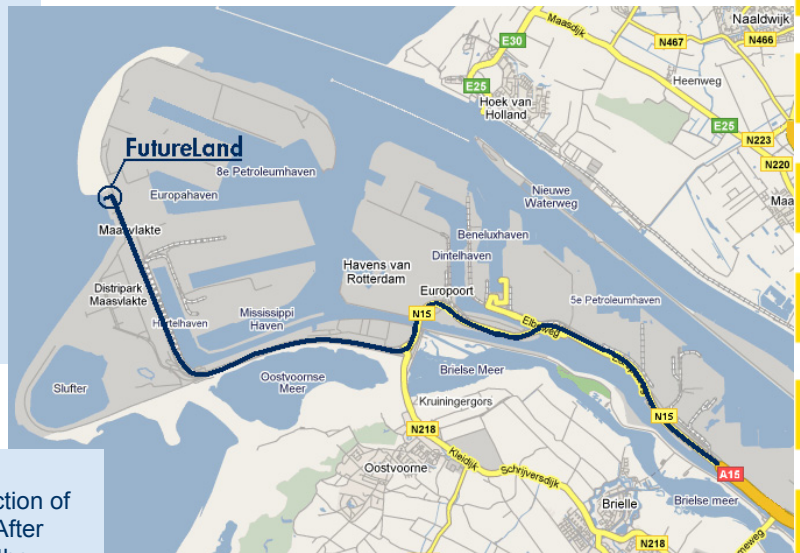 Naaldwijk
Maasdijk
E30
N467
N466
Heenweg
E25
Hoek van
Holland
E25
N223
FutureLand
8e Petroleumhaven
N220
Europahaven
Nieuwe
Waterweg
Maa
Maasvlakte
Beneluxhaven
Dintelhaven
Havens van
Rotterdam
Distripark
Maasvlakte
Europoort
5e Petroleumhaven
Mississippi
Haven
N15
Hartelhaven
Elbeweg
Oostvoornse
Meer
Brielse Meer
Slufter
Kruiningergors
N15
N218
Kleidijk
Oostvoorne
Schrijversdijk
A15
ction of
After
Brielle
Brielse meer
N218
neweg